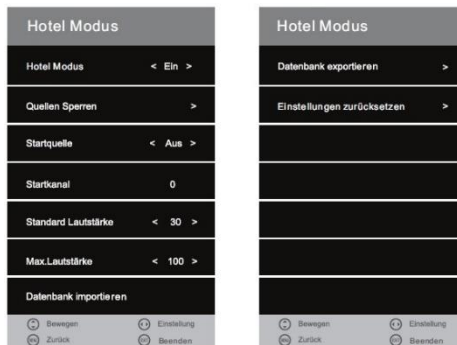 Hotel Modus
Hotel Modus < Ein >
Quellen Sperren >
Startquelle < Aus >
Startkanal 0
Standard Lautstärke < 30 >
Max.Lautstärke < 100 >
Datenbank importieren
Bewegen Einstellung
Zurück Beenden
Hotel Modus
Datenbank exportieren >
Einstellungen zurücksetzen >
Bewegen Einstellung
Zurück Beenden